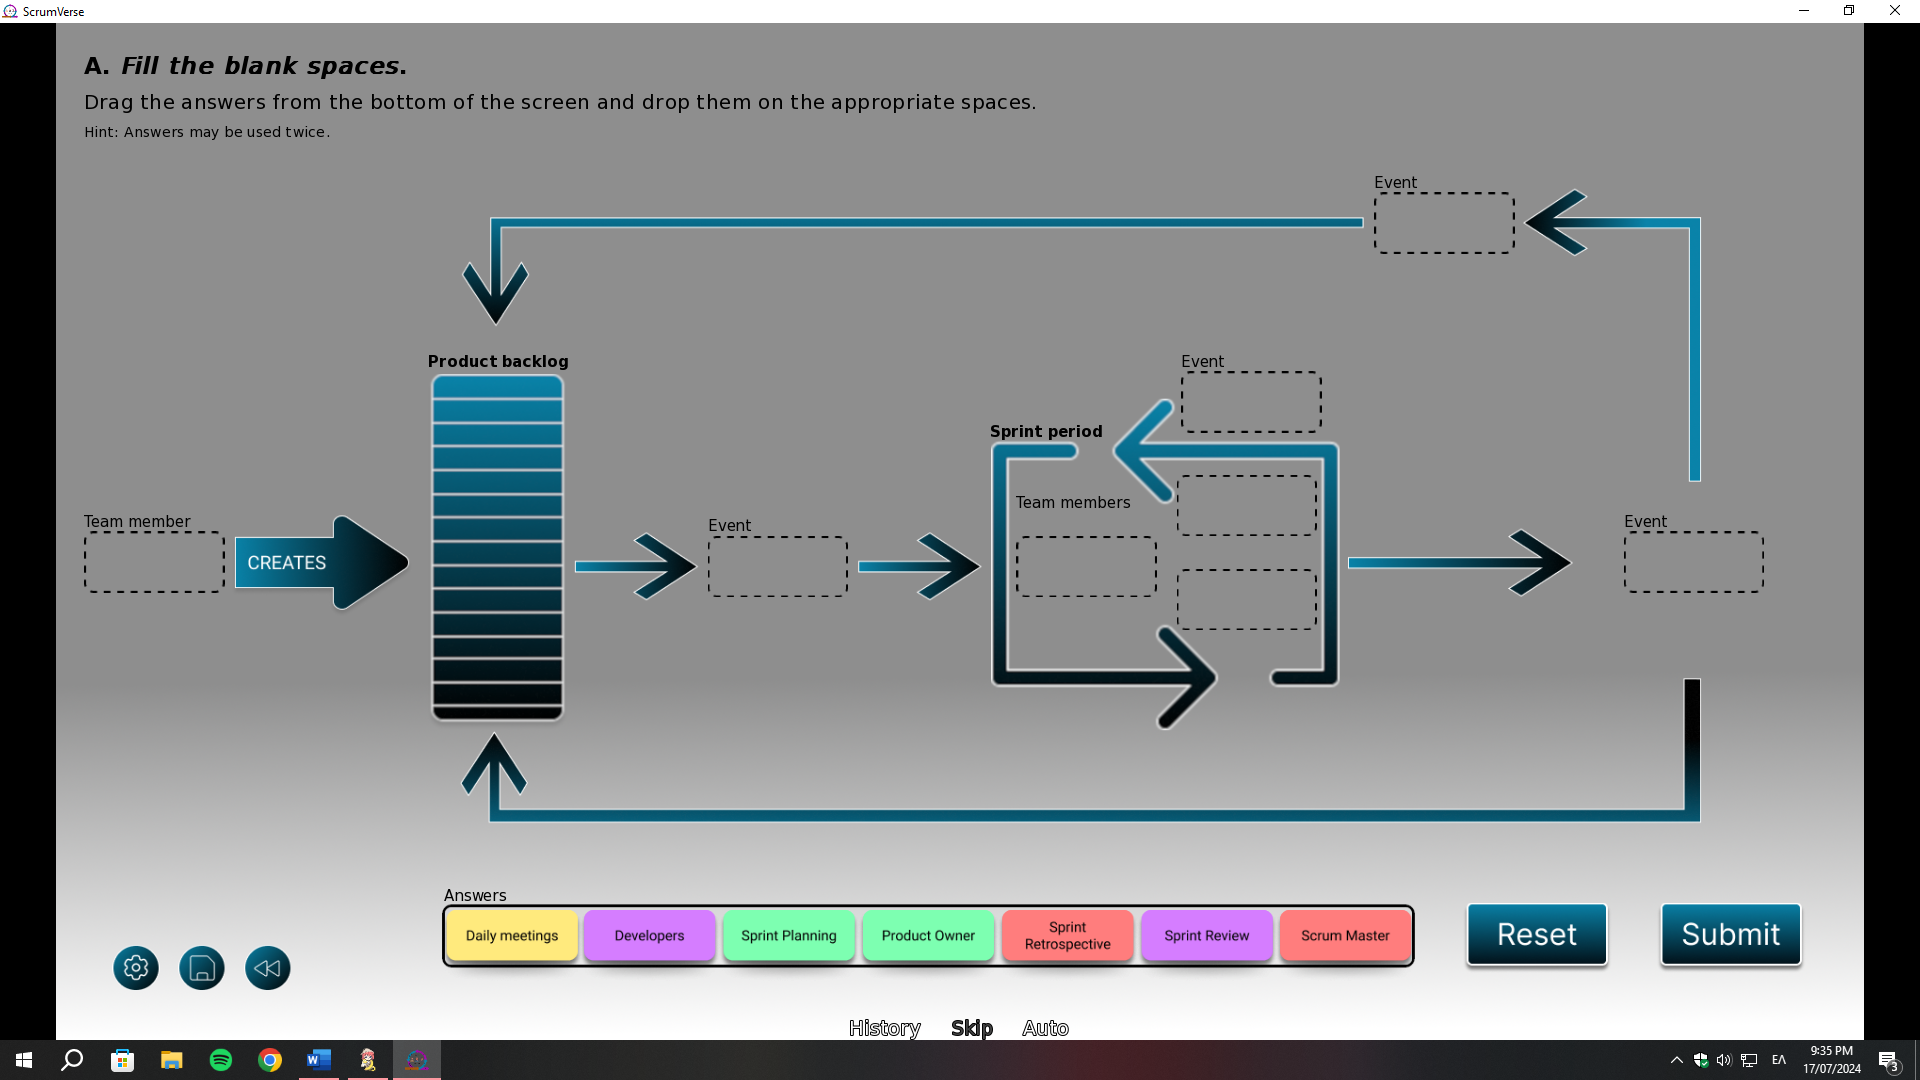 ScrumVerse
A. Fill the blank spaces.
Drag the answers from the bottom of the screen and drop them on the appropriate spaces.
Hint: Answers may be used twice.
Event
Product backlog
Event
Sprint period
Team members
Team member
CREATES
Event
Event
Answers
Daily meetings
Developers
Sprint Planning
Product Owner
Sprint
Retrospective
Sprint Review
Scrum Master
Reset
Submit
History
Skip
Auto
ΕΛ
9:35 PM
17/07/2024
3